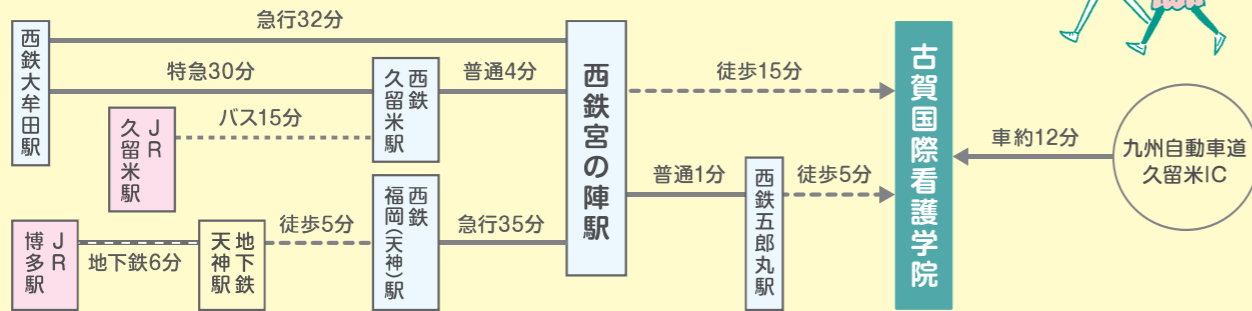 急行32分
西鉄大牟田駅
特急30分
西鉄
久留米駅
普通4分
JR
久留米駅
バス15分
西鉄宮の陣駅
徒歩15分
古賀国際看護学院
車約12分
九州自動車道
久留米IC
普通1分
西鉄五郎丸駅
徒歩5分
JR
博多駅
地下鉄6分
地下鉄
天神駅
徒歩5分
西鉄
福岡(天神)駅
急行35分